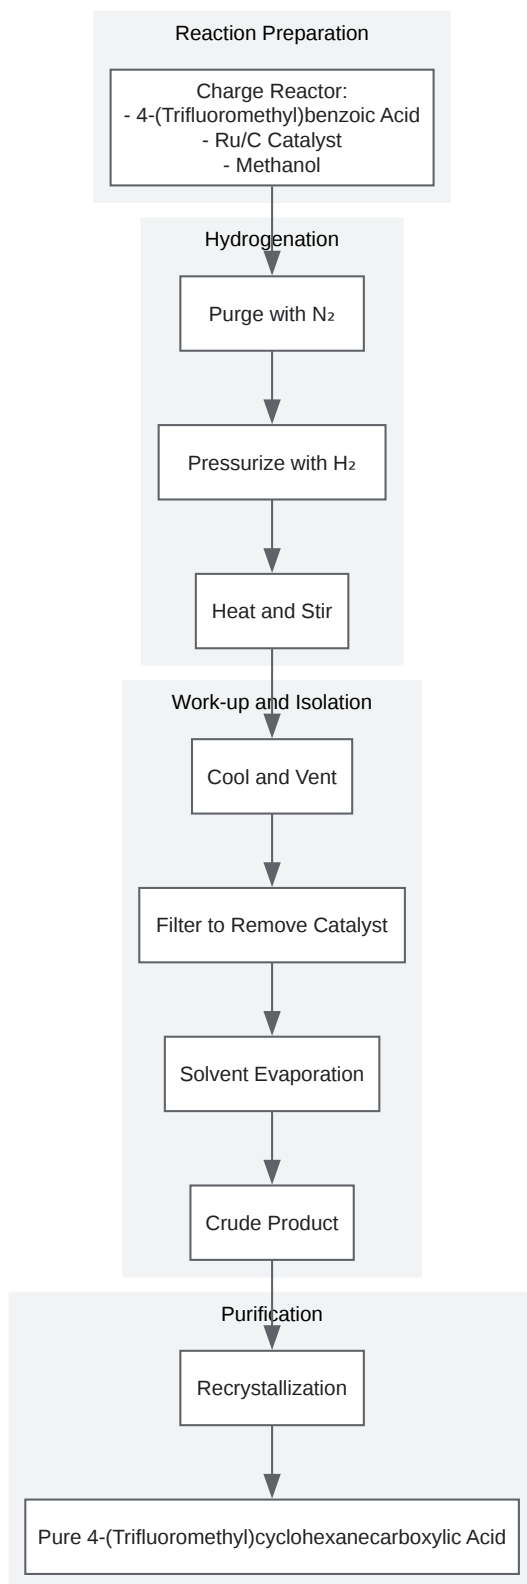 Reaction Preparation
Charge Reactor:
- 4-(Trifluoromethyl)benzoic Acid
- Ru/C Catalyst
- Methanol
Hydrogenation
Purge with N₂
Pressurize with H₂
Heat and Stir
Work-up and Isolation
Cool and Vent
Filter to Remove Catalyst
Solvent Evaporation
Crude Product
Purification
Recrystallization
Pure 4-(Trifluoromethyl)cyclohexanecarboxylic Acid